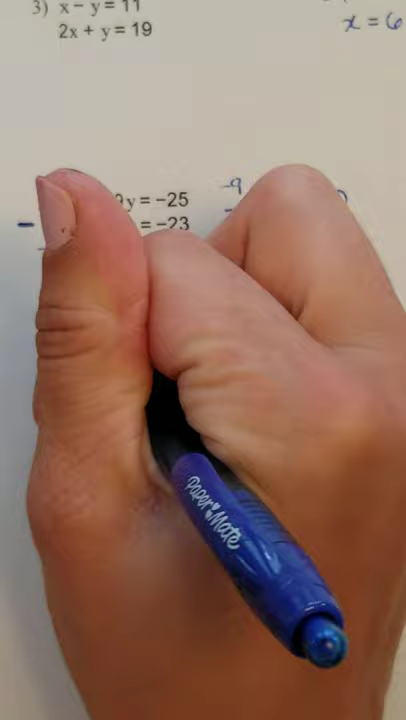 3) x − y = 11
2x + y = 19
x = 6
y = −25
= −23
−9
Paper Mate